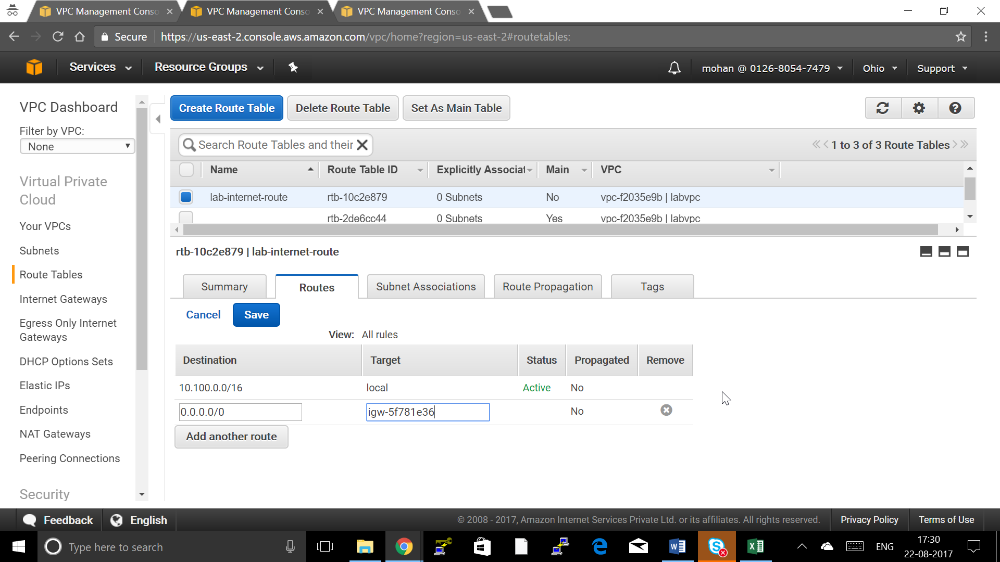 VPC Management Conso
VPC Management Conso
VPC Management Conso
Secure
https://us-east-2.console.aws.amazon.com/vpc/home?region=us-east-2#routetables:
Services
Resource Groups
mohan @ 0126-8054-7479
Ohio
Support
VPC Dashboard
Filter by VPC:
None
Virtual Private
Cloud
Your VPCs
Subnets
Route Tables
Internet Gateways
Egress Only Internet
Gateways
DHCP Options Sets
Elastic IPs
Endpoints
NAT Gateways
Peering Connections
Security
Create Route Table
Delete Route Table
Set As Main Table
Search Route Tables and their
1 to 3 of 3 Route Tables
Name Route Table ID Explicitly Associat Main VPC
lab-internet-route rtb-10c2e879 0 Subnets No vpc-f2035e9b | labvpc
rtb-2de6cc44 0 Subnets Yes vpc-f2035e9b | labvpc
rtb-10c2e879 | lab-internet-route
Summary
Routes
Subnet Associations
Route Propagation
Tags
Cancel
Save
View: All rules
Destination Target Status Propagated Remove
10.100.0.0/16 local Active No
0.0.0.0/0 igw-5f781e36 No
Add another route
Feedback
English
© 2008 - 2017, Amazon Internet Services Private Ltd. or its affiliates. All rights reserved.
Privacy Policy
Terms of Use
Type here to search
ENG
17:30
22-08-2017